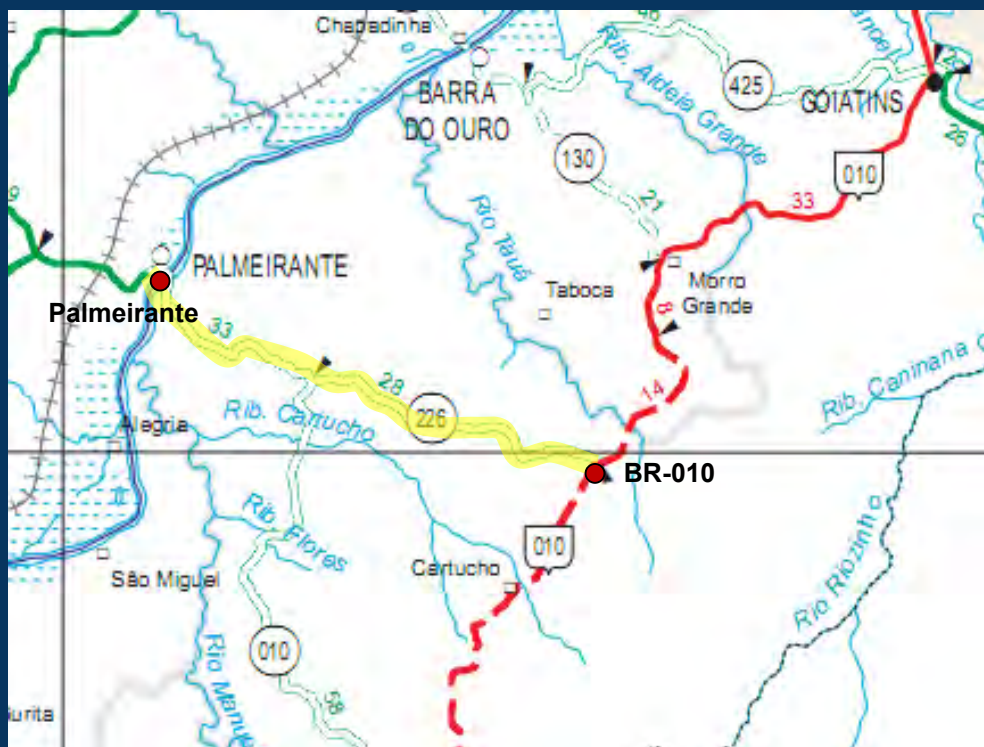 Chapadinha
BARRA
DO OURO
Rib. Aldeia Grande
425
GOIATINS
26
010
130
33
21
Rio Tauá
PALMEIRANTE
Palmeirante
Taboca
Morro
Grande
8
33
14
28
226
Rib. Cartucho
Alegria
Rib. Caninana
BR-010
Rib. Flores
010
São Miguel
Cartucho
Rio Riozinho
010
58